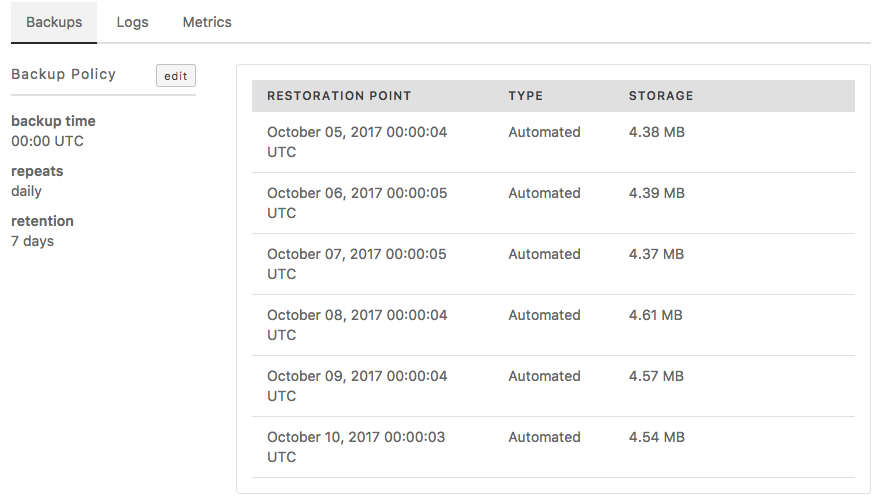 Backups Logs Metrics
Backup Policy edit
backup time
00:00 UTC
repeats
daily
retention
7 days
RESTORATION POINT TYPE STORAGE
October 05, 2017 00:00:04 Automated 4.38 MB
UTC
October 06, 2017 00:00:05 Automated 4.39 MB
UTC
October 07, 2017 00:00:05 Automated 4.37 MB
UTC
October 08, 2017 00:00:04 Automated 4.61 MB
UTC
October 09, 2017 00:00:04 Automated 4.57 MB
UTC
October 10, 2017 00:00:03 Automated 4.54 MB
UTC